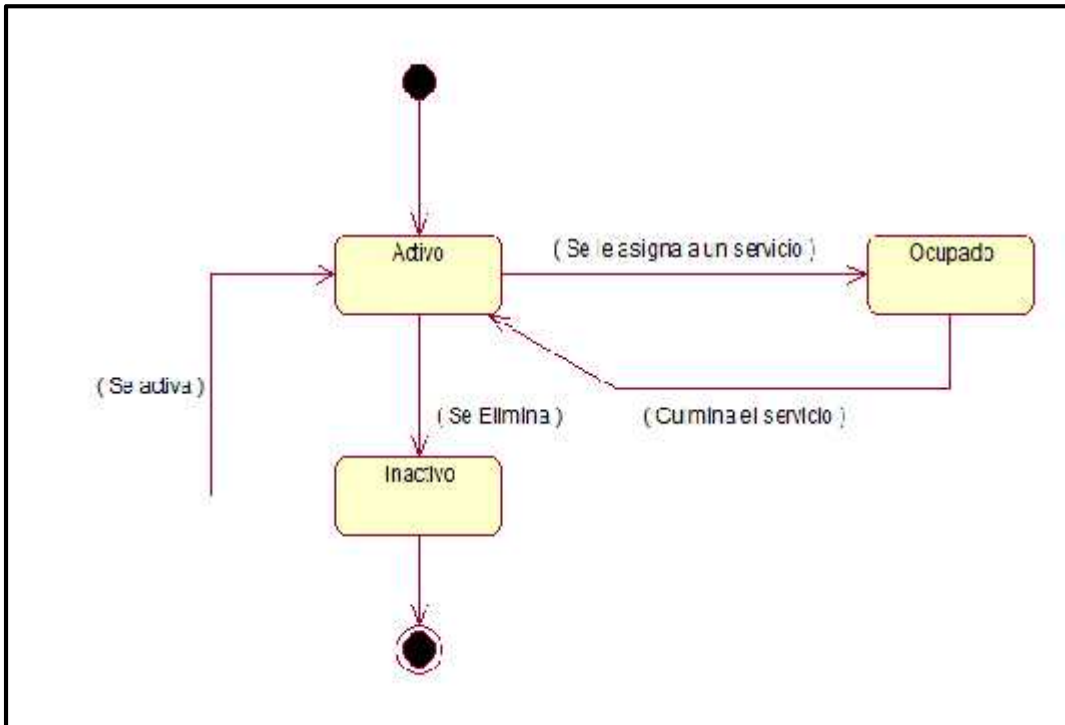 Activo
( Se le asigna a un servicio )
Ocupado
( Se activa )
( Se Elimina )
( Culmina el servicio )
Inactivo